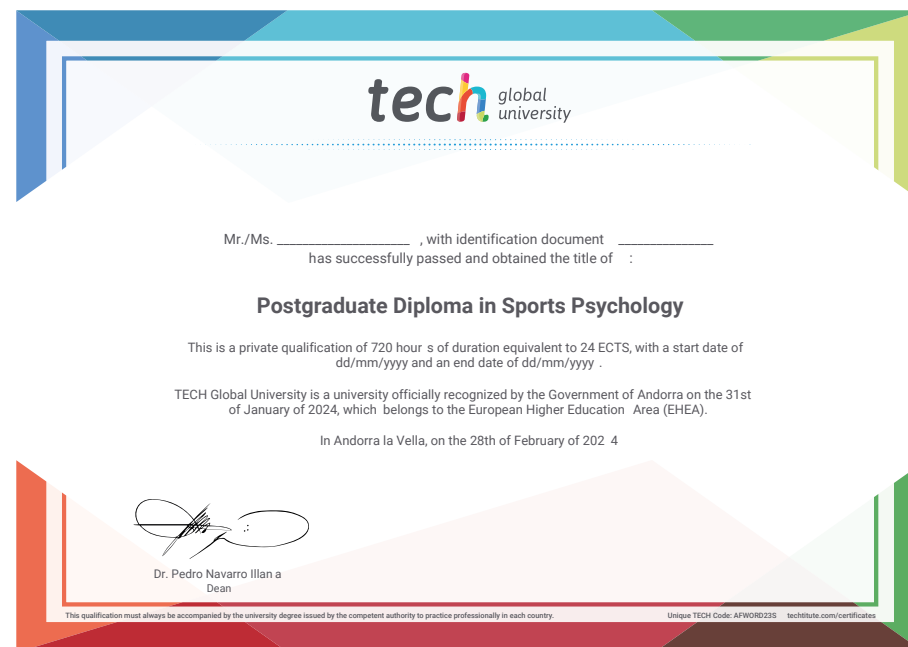 tech global university
Mr./Ms. _____________________ , with identification document _______________
has successfully passed and obtained the title of :
Postgraduate Diploma in Sports Psychology
This is a private qualification of 720 hour s of duration equivalent to 24 ECTS, with a start date of
dd/mm/yyyy and an end date of dd/mm/yyyy .
TECH Global University is a university officially recognized by the Government of Andorra on the 31st
of January of 2024, which belongs to the European Higher Education Area (EHEA).
In Andorra la Vella, on the 28th of February of 202 4
Dr. Pedro Navarro Illan a
Dean
This qualification must always be accompanied by the university degree issued by the competent authority to practice professionally in each country. Unique TECH Code: AFWORD23S techtitute.com/certificates